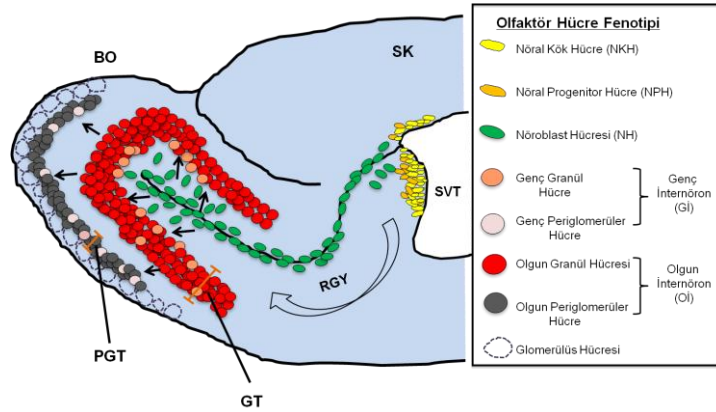 BO
SK
SVT
RGY
PGT
GT
Olfaktör Hücre Fenotipi
Nöral Kök Hücre (NKH)
Nöral Progenitor Hücre (NPH)
Nöroblast Hücresi (NH)
Genç Granül
Hücre
Genç Periglomerüler
Hücre
Genç
İnternöron
(Gİ)
Olgun Granül Hücresi
Olgun Periglomerüler
Hücre
Olgun
İnternöron
(Oİ)
Glomerülüs Hücresi